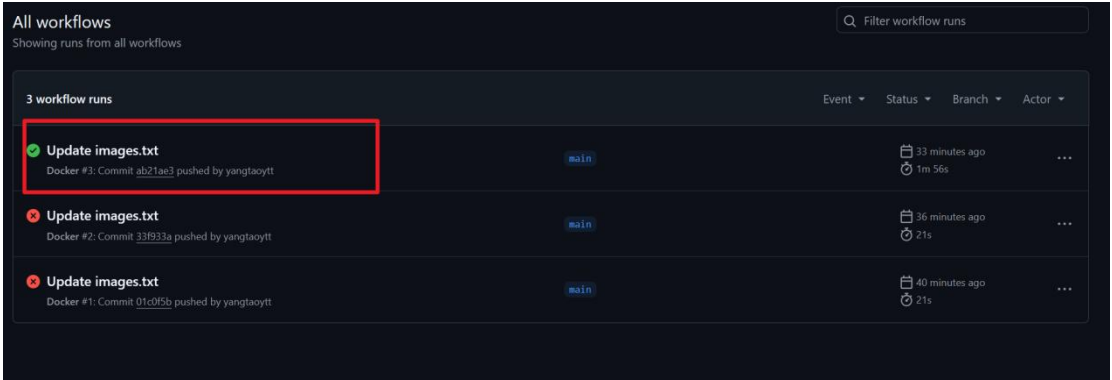 All workflows
Filter workflow runs
Showing runs from all workflows
3 workflow runs
Event Status Branch Actor
Update images.txt
Docker #3: Commit ab21ae3 pushed by yangtaoytt
main
33 minutes ago
1m 56s
Update images.txt
Docker #2: Commit 33f933a pushed by yangtaoytt
main
36 minutes ago
21s
Update images.txt
Docker #1: Commit 01c0f5b pushed by yangtaoytt
main
40 minutes ago
21s